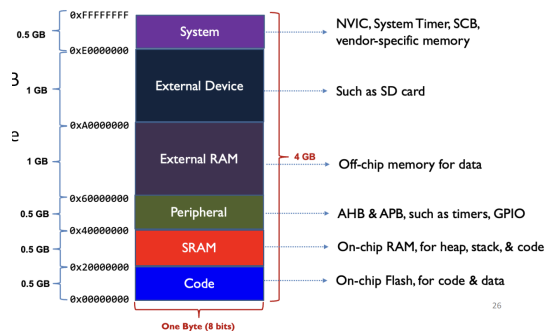 0xFFFFFFFF
0.5 GB
System
NVIC, System Timer, SCB,
vendor-specific memory
0xE0000000
B
1 GB
External Device
Such as SD card
0xA0000000
e
1 GB
External RAM
4 GB
Off-chip memory for data
0x60000000
0.5 GB
Peripheral
AHB & APB, such as timers, GPIO
0x40000000
0.5 GB
SRAM
On-chip RAM, for heap, stack, & code
0x20000000
0.5 GB
Code
On-chip Flash, for code & data
0x00000000
26
One Byte (8 bits)